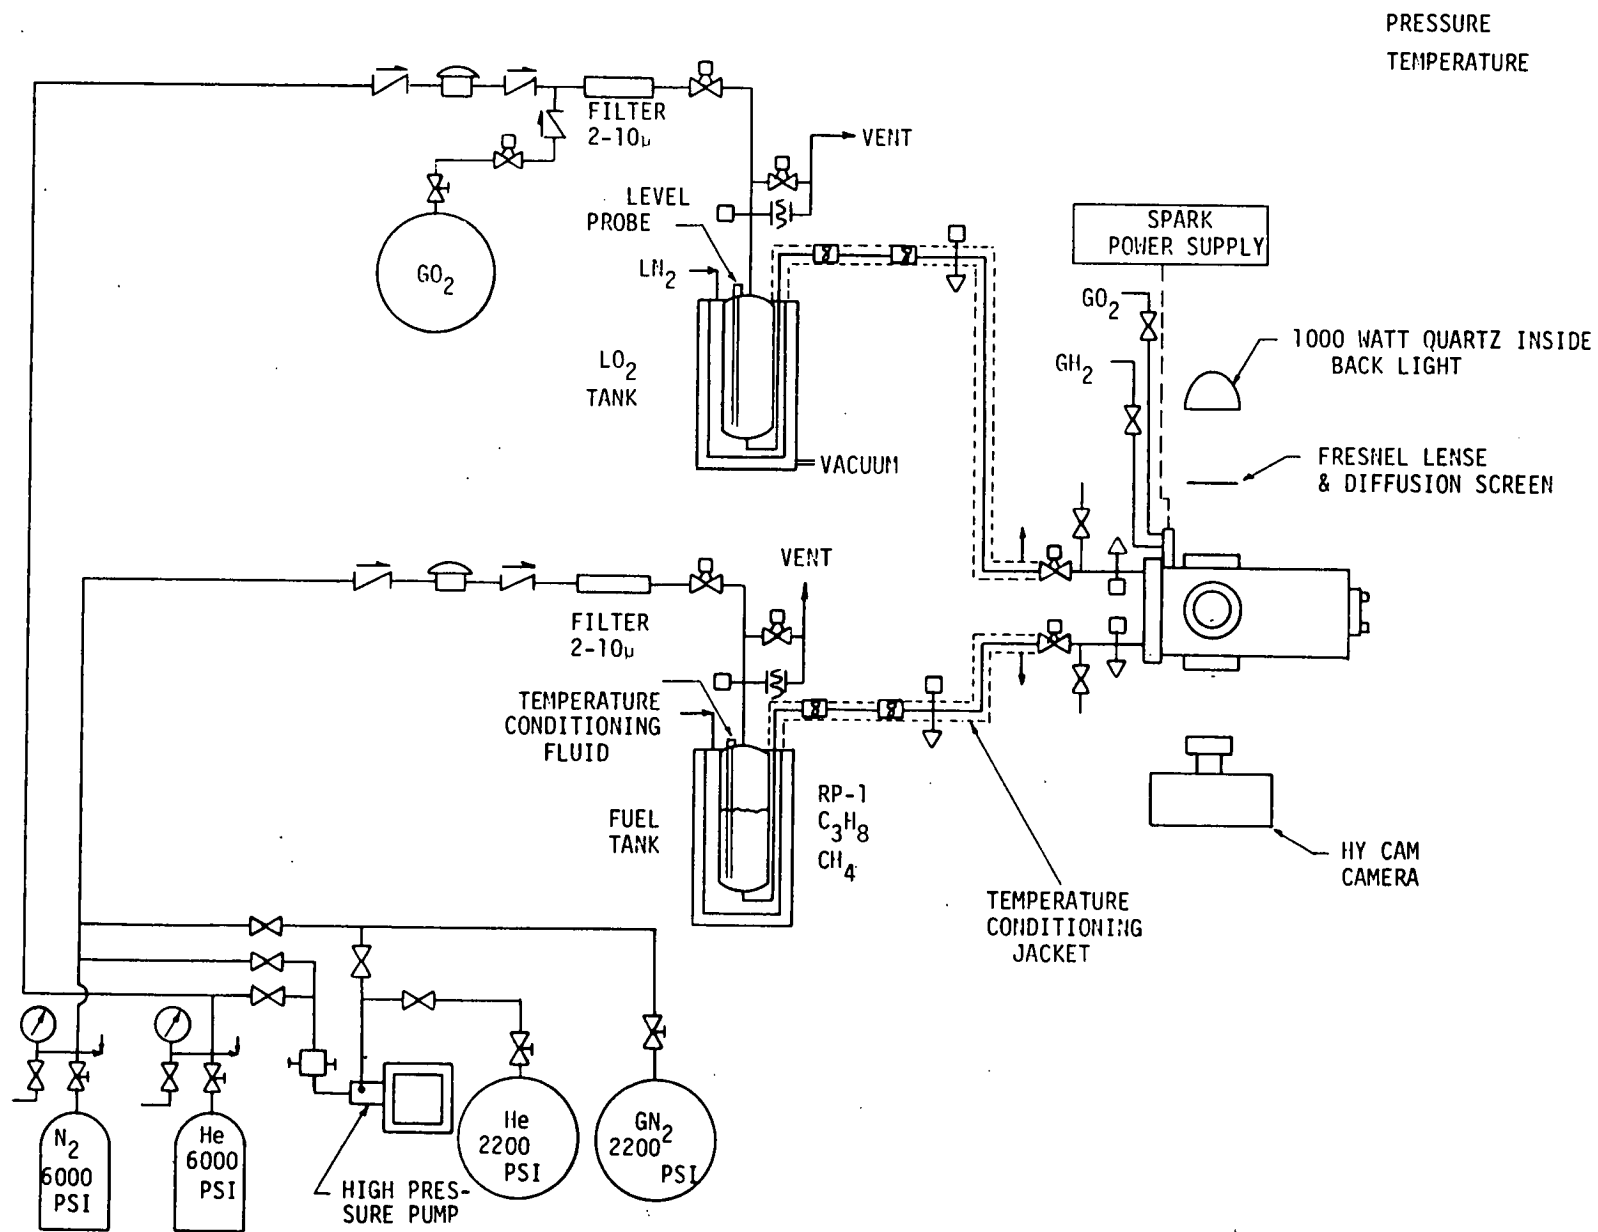 PRESSURE
TEMPERATURE
FILTER
2-10μ
VENT
GO2
LEVEL
PROBE
LN2
LO2
TANK
VACUUM
SPARK
POWER SUPPLY
GO2
GH2
1000 WATT QUARTZ INSIDE
BACK LIGHT
FRESNEL LENSE
& DIFFUSION SCREEN
VENT
FILTER
2-10μ
TEMPERATURE
CONDITIONING
FLUID
FUEL
TANK
RP-1
C3H8
CH4
TEMPERATURE
CONDITIONING
JACKET
HY CAM
CAMERA
N2
6000
PSI
He
6000
PSI
HIGH PRES-
SURE PUMP
He
2200
PSI
GN2
2200
PSI